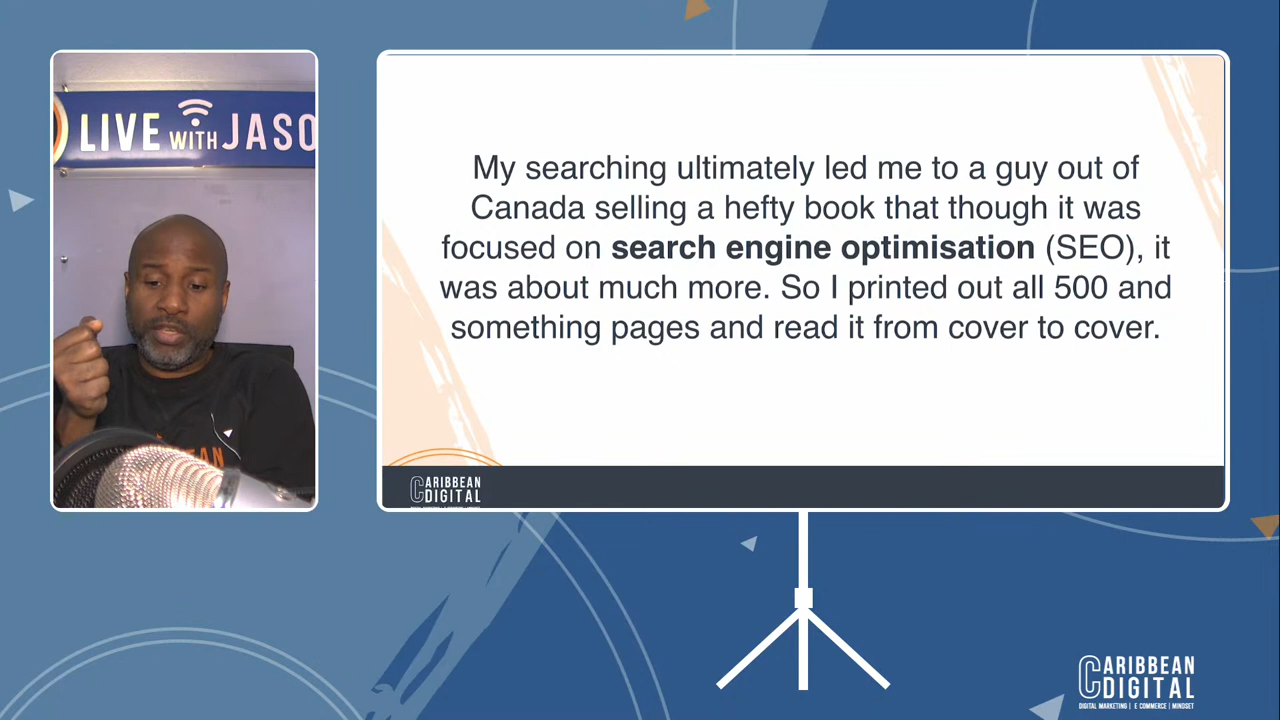 LIVE WITH JASO
My searching ultimately led me to a guy out of
Canada selling a hefty book that though it was
focused on search engine optimisation (SEO), it
was about much more. So I printed out all 500 and
something pages and read it from cover to cover.
CARIBBEAN
DIGITAL
CARIBBEAN
DIGITAL
DIGITAL MARKETING | E COMMERCE | MINDSET